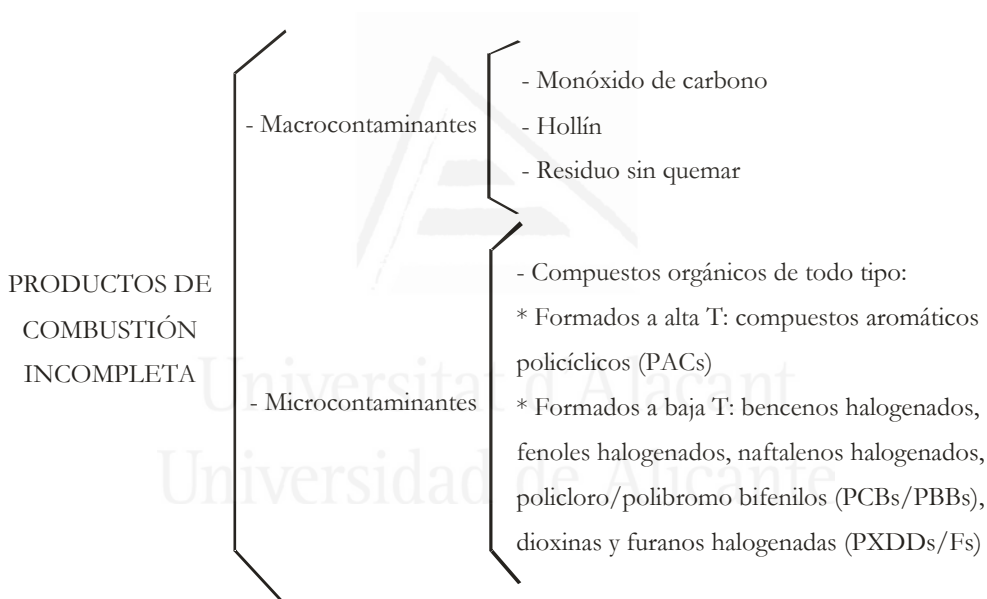 PRODUCTOS DE
COMBUSTIÓN
INCOMPLETA
- Macrocontaminantes
- Monóxido de carbono
- Hollín
- Residuo sin quemar
- Microcontaminantes
- Compuestos orgánicos de todo tipo:
* Formados a alta T: compuestos aromáticos
policíclicos (PACs)
* Formados a baja T: bencenos halogenados,
fenoles halogenados, naftalenos halogenados,
policloro/polibromo bifenilos (PCBs/PBBs),
dioxinas y furanos halogenadas (PXDDs/Fs)
Universitat d'Alacant
Universidad de Alicante